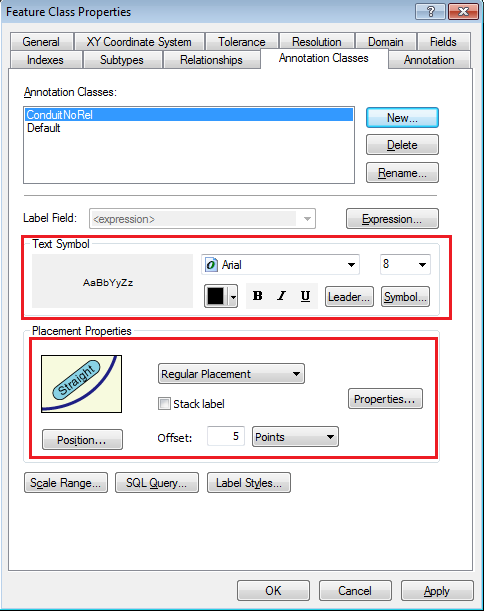 Feature Class Properties
General XY Coordinate System Tolerance Resolution Domain Fields
Indexes Subtypes Relationships Annotation Classes Annotation
Annotation Classes:
ConduitNoRel
Default
New...
Delete
Rename...
Label Field: <expression> Expression...
Text Symbol
AaBbYyZz
Arial 8
B I U Leader... Symbol...
Placement Properties
Straight
Regular Placement
Stack label
Properties...
Position... Offset: 5 Points
Scale Range... SQL Query... Label Styles...
OK Cancel Apply